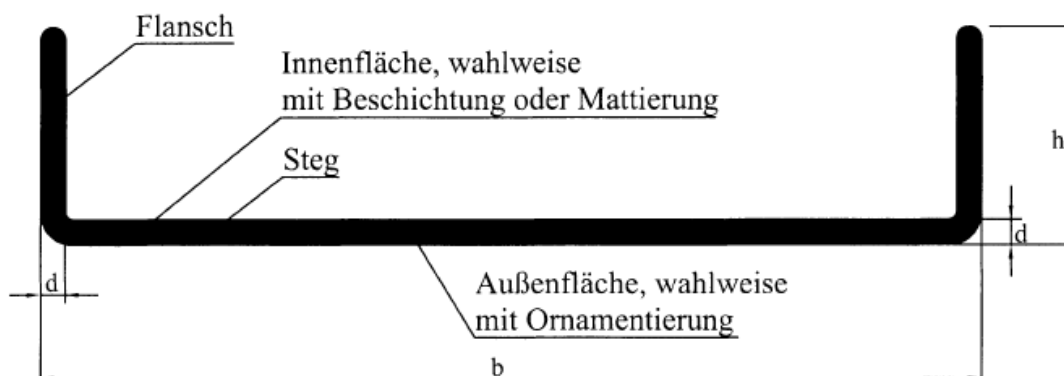 Flansch
Innenfläche, wahlweise
mit Beschichtung oder Mattierung
h
Steg
d
d
Außenfläche, wahlweise
mit Ornamentierung
b